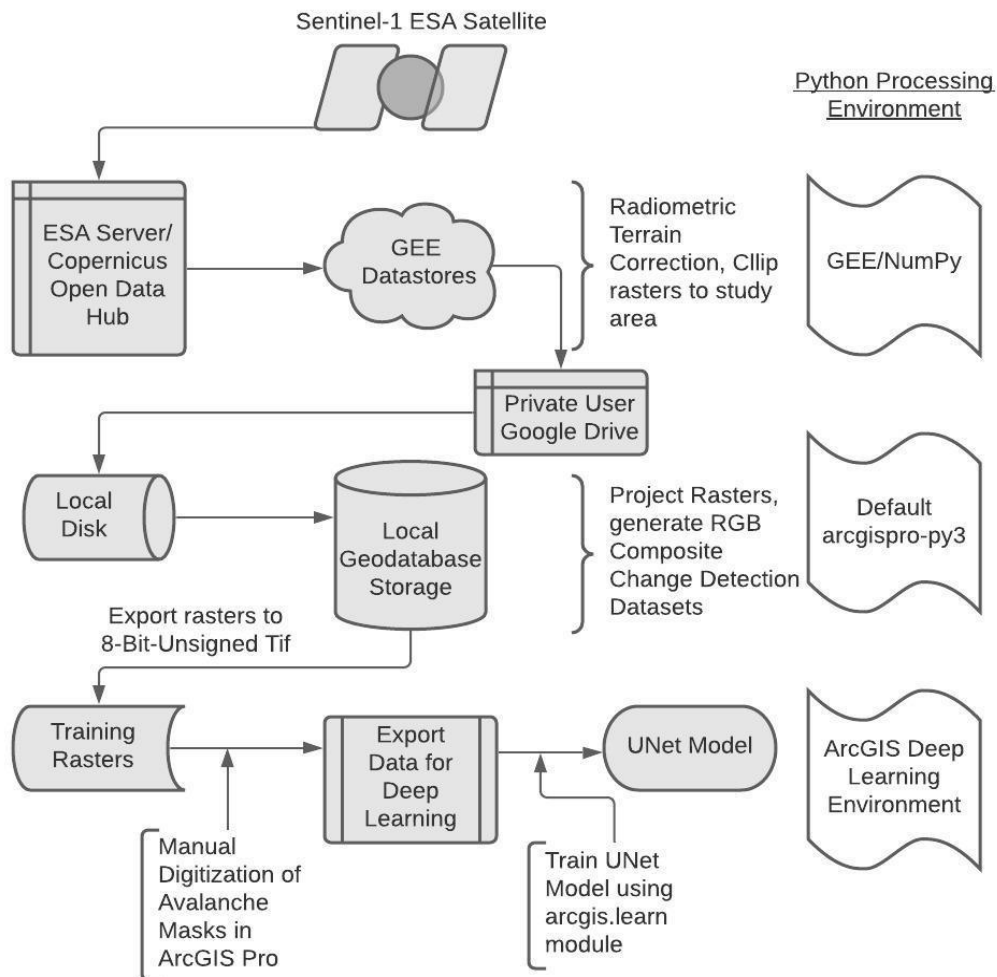 Sentinel-1 ESA Satellite
Python Processing
Environment
ESA Server/
Copernicus
Open Data
Hub
GEE
Datastores
Radiometric
Terrain
Correction, Cllip
rasters to study
area
GEE/NumPy
Private User
Google Drive
Local
Disk
Local
Geodatabase
Storage
Project Rasters,
generate RGB
Composite
Change Detection
Datasets
Default
arcgispro-py3
Export rasters to
8-Bit-Unsigned Tif
Training
Rasters
Export
Data for
Deep
Learning
UNet Model
ArcGIS Deep
Learning
Environment
Manual
Digitization of
Avalanche
Masks in
ArcGIS Pro
Train UNet
Model using
arcgis.learn
module